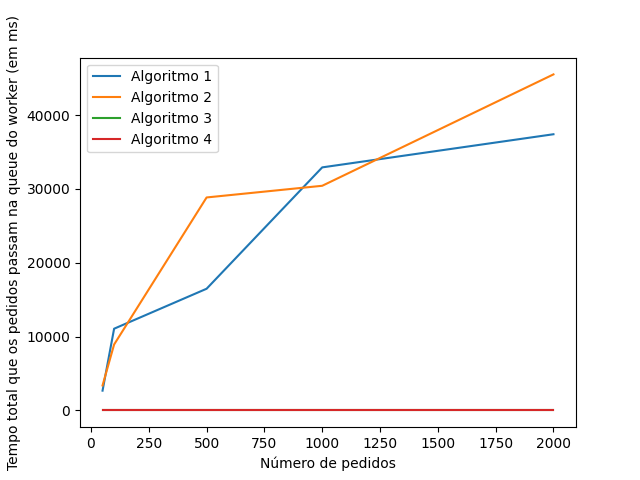 Algoritmo 1
Algoritmo 2
Algoritmo 3
Algoritmo 4
Tempo total que os pedidos passam na queue do worker (em ms)
40000
30000
20000
10000
0
0 250 500 750 1000 1250 1500 1750 2000
Número de pedidos